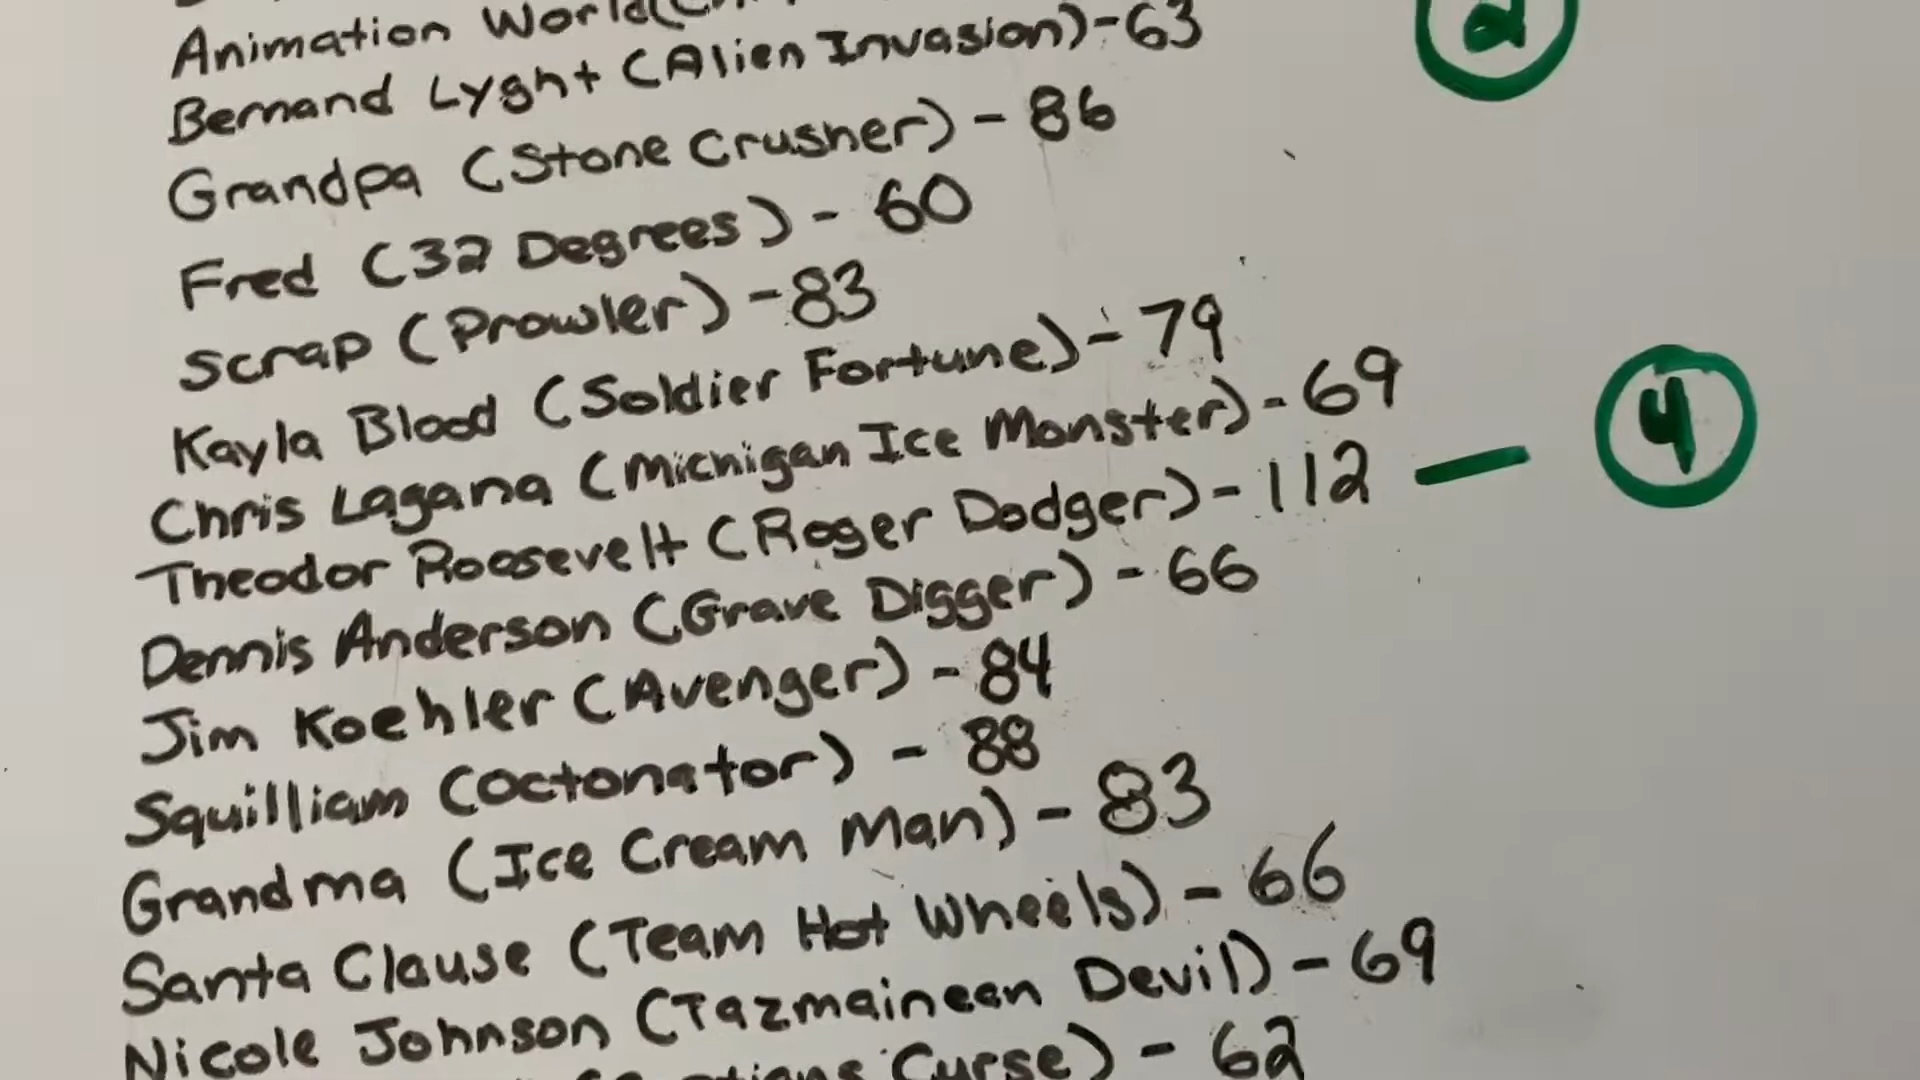 Animation World
2
Bernand Lyght (Alien Invasion)-63
Grandpa (Stone Crusher) - 86
Fred (32 Degrees) - 60
Scrap (Prowler) - 83
Kayla Blood (Soldier Fortune) - 79
Chris Lagana (Michigan Ice Monster) - 69
Theodor Roosevelt (Roger Dodger) - 112 — 4
Dennis Anderson (Grave Digger) - 66
Jim Koehler (Avenger) - 84
Squilliam (Octonator) - 88
Grandma (Ice Cream Man) - 83
Santa Clause (Team Hot Wheels) - 66
Nicole Johnson (Tazmainean Devil) - 69
Curse) - 62